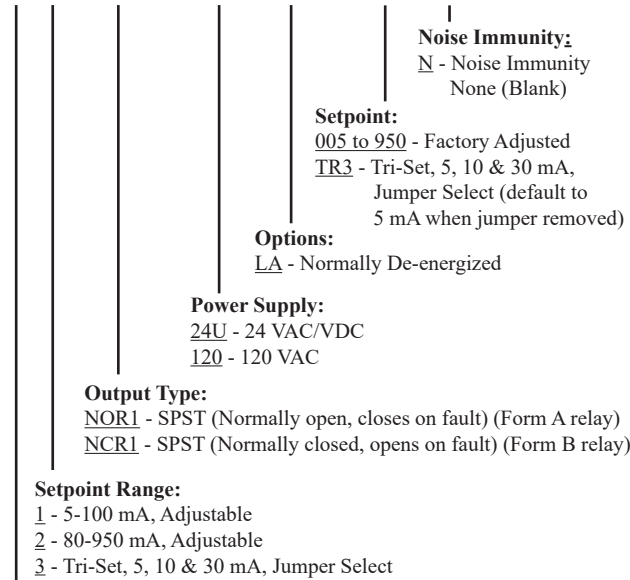 Noise Immunity:
N - Noise Immunity
None (Blank)
Setpoint:
005 to 950 - Factory Adjusted
TR3 - Tri-Set, 5, 10 & 30 mA,
Jumper Select (default to
5 mA when jumper removed)
Options:
LA - Normally De-energized
Power Supply:
24U - 24 VAC/VDC
120 - 120 VAC
Output Type:
NOR1 - SPST (Normally open, closes on fault) (Form A relay)
NCR1 - SPST (Normally closed, opens on fault) (Form B relay)
Setpoint Range:
1 - 5-100 mA, Adjustable
2 - 80-950 mA, Adjustable
3 - Tri-Set, 5, 10 & 30 mA, Jumper Select